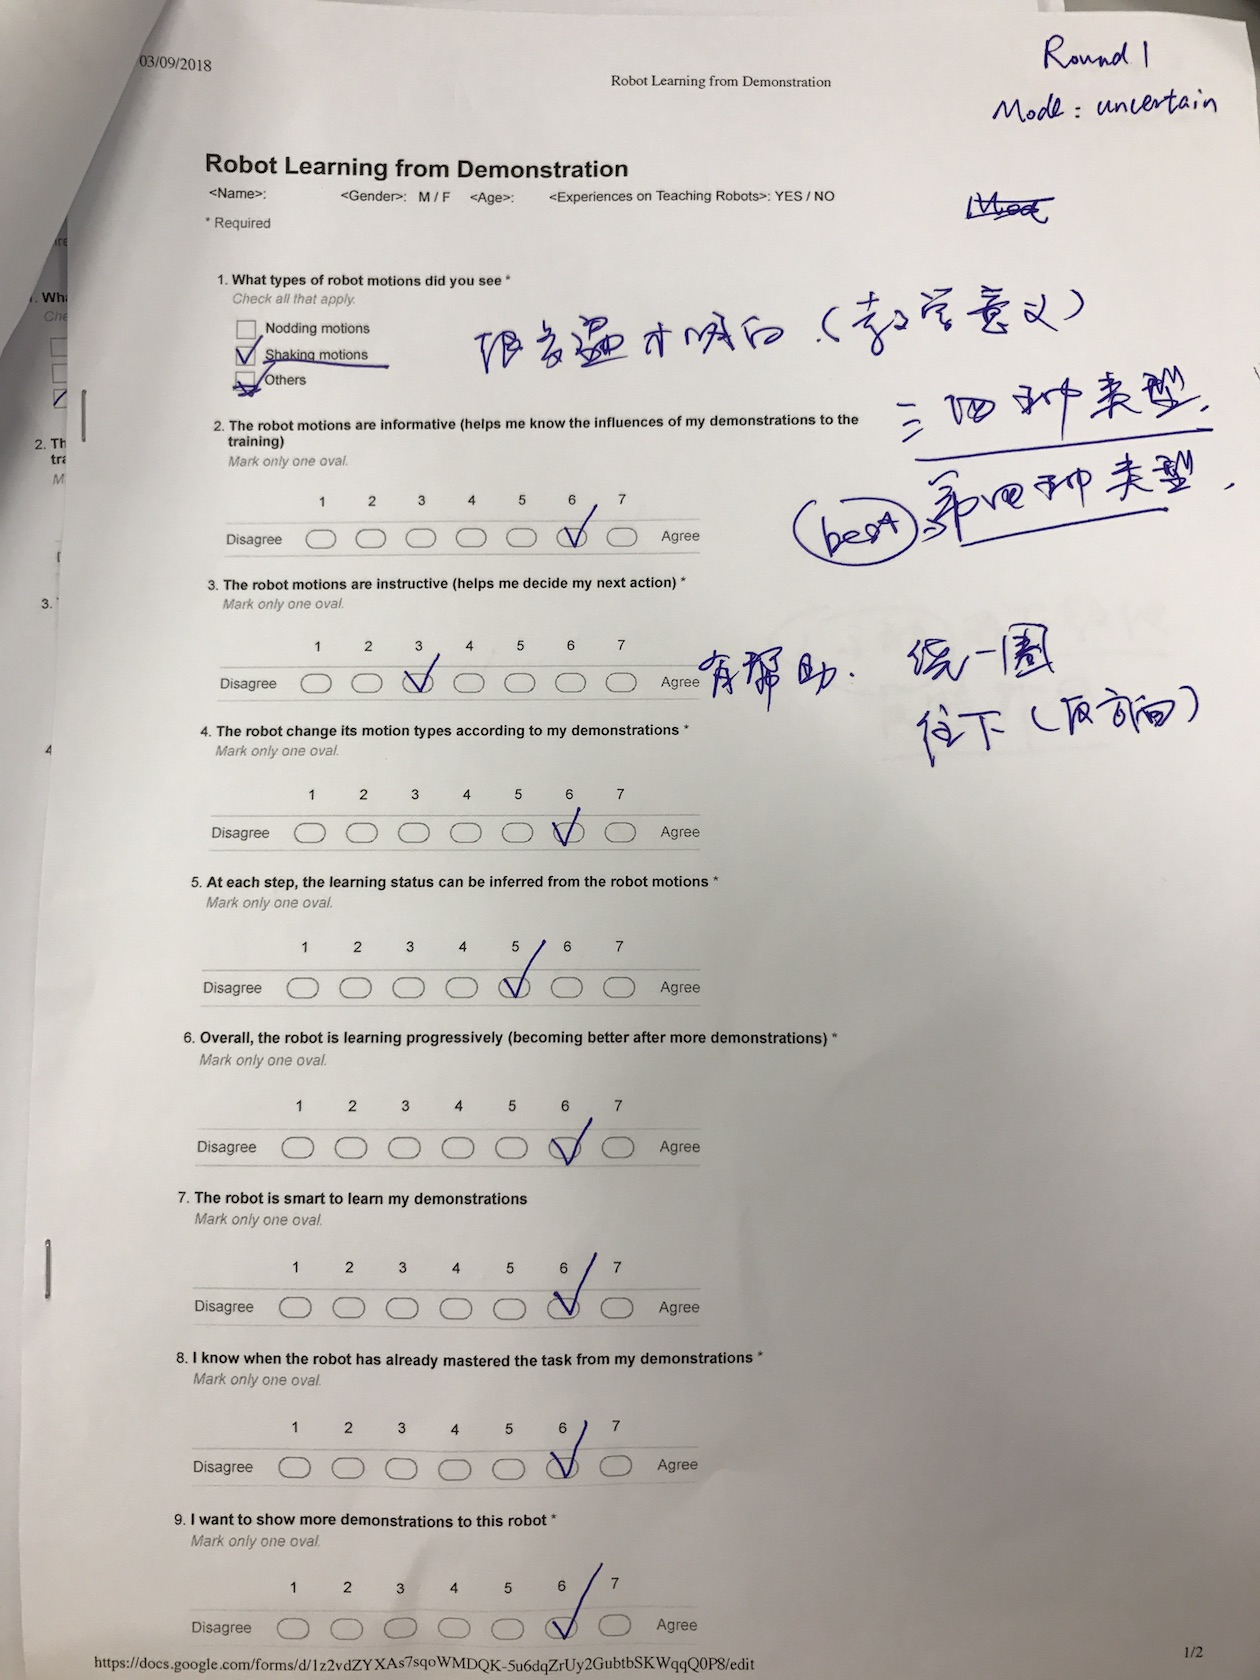 03/09/2018
Robot Learning from Demonstration
Round 1
Mode: uncertain
Robot Learning from Demonstration
<Name>: <Gender>: M / F <Age>: <Experiences on Teaching Robots>: YES / NO
* Required
1. What types of robot motions did you see *
Check all that apply.
Nodding motions
Shaking motions
Others
很多遍才明白.(教学意义)
三四种类型.
best: 第四种类型.
2. The robot motions are informative (helps me know the influences of my demonstrations to the
training)
Mark only one oval.
1 2 3 4 5 6 7
Disagree Agree
3. The robot motions are instructive (helps me decide my next action) *
Mark only one oval.
1 2 3 4 5 6 7
Disagree Agree
有帮助. 绕一圈
往下(反方向)
4. The robot change its motion types according to my demonstrations *
Mark only one oval.
1 2 3 4 5 6 7
Disagree Agree
5. At each step, the learning status can be inferred from the robot motions *
Mark only one oval.
1 2 3 4 5 6 7
Disagree Agree
6. Overall, the robot is learning progressively (becoming better after more demonstrations) *
Mark only one oval.
1 2 3 4 5 6 7
Disagree Agree
7. The robot is smart to learn my demonstrations
Mark only one oval.
1 2 3 4 5 6 7
Disagree Agree
8. I know when the robot has already mastered the task from my demonstrations *
Mark only one oval.
1 2 3 4 5 6 7
Disagree Agree
9. I want to show more demonstrations to this robot *
Mark only one oval.
1 2 3 4 5 6 7
Disagree Agree
https://docs.google.com/forms/d/1z2vdZYXAs7sqoWMDQK-5u6dqZrUy2GubtbSKWqqQ0P8/edit
1/2